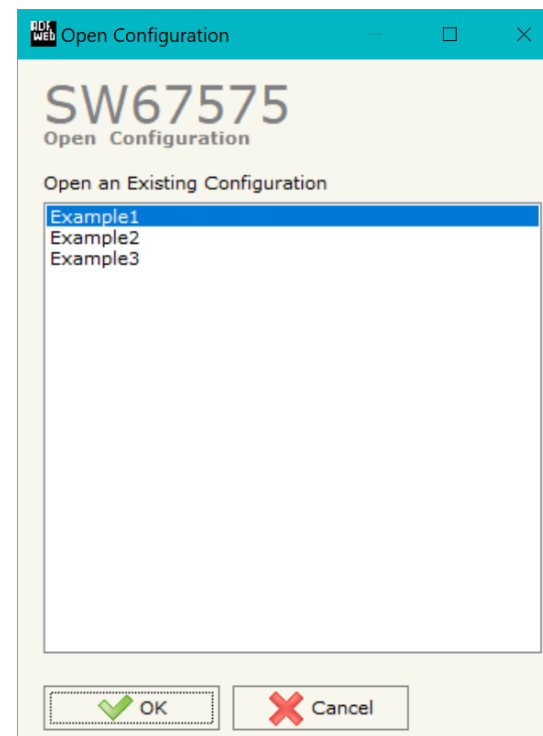 ADF
WEB Open Configuration
SW67575
Open Configuration
Open an Existing Configuration
Example1
Example2
Example3
OK Cancel